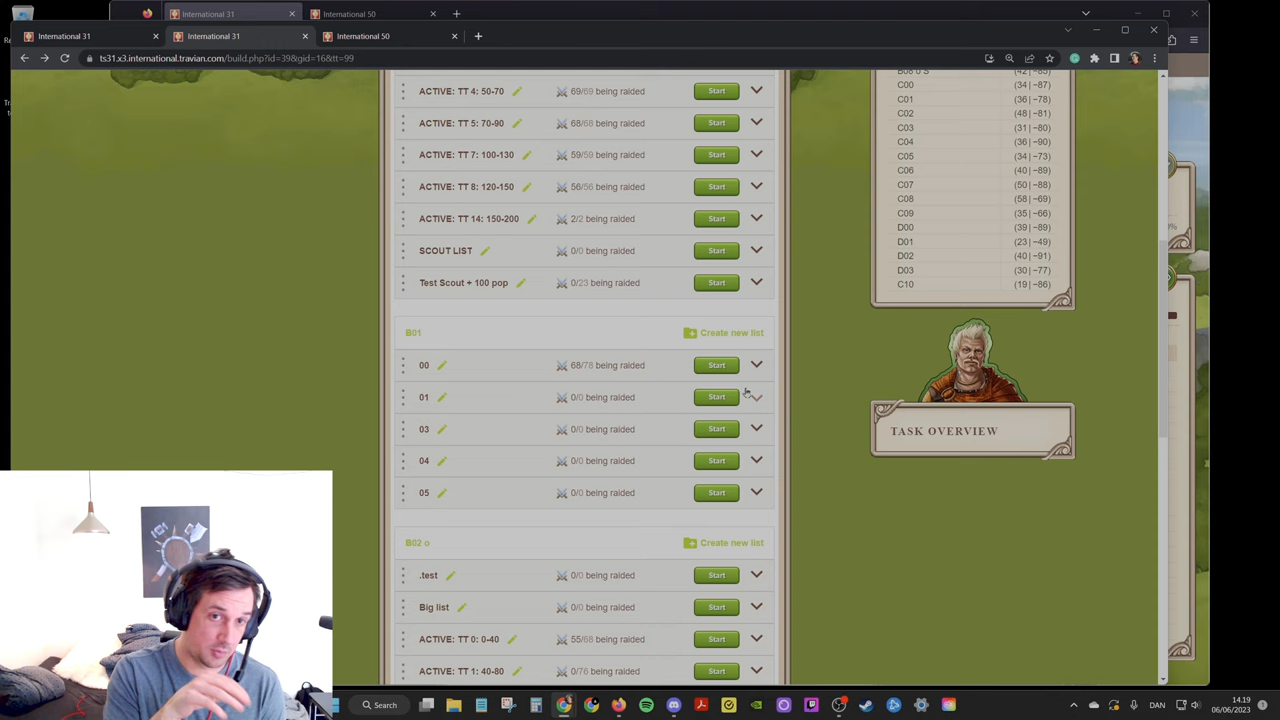 International 31
International 50
International 31
International 31
International 50
ts31.x3.international.travian.com/build.php?id=39&gid=16&tt=99
ACTIVE: TT 4: 50-70
69/69 being raided
Start
ACTIVE: TT 5: 70-90
68/68 being raided
Start
ACTIVE: TT 7: 100-130
59/59 being raided
Start
ACTIVE: TT 8: 120-150
56/56 being raided
Start
ACTIVE: TT 14: 150-200
2/2 being raided
Start
SCOUT LIST
0/0 being raided
Start
Test Scout + 100 pop
0/23 being raided
Start
B01
Create new list
00
68/78 being raided
Start
01
0/0 being raided
Start
03
0/0 being raided
Start
04
0/0 being raided
Start
05
0/0 being raided
Start
B02 o
Create new list
.test
0/0 being raided
Start
Big list
0/0 being raided
Start
ACTIVE: TT 0: 0-40
55/68 being raided
Start
ACTIVE: TT 1: 40-80
0/76 being raided
Start
C00 (34|−87)
C01 (36|−78)
C02 (48|−81)
C03 (31|−80)
C04 (36|−90)
C05 (34|−73)
C06 (40|−89)
C07 (50|−88)
C08 (58|−69)
C09 (35|−66)
D00 (39|−89)
D01 (23|−49)
D02 (40|−91)
D03 (30|−77)
C10 (19|−86)
TASK OVERVIEW
Search
DAN
14.19
06/06/2023